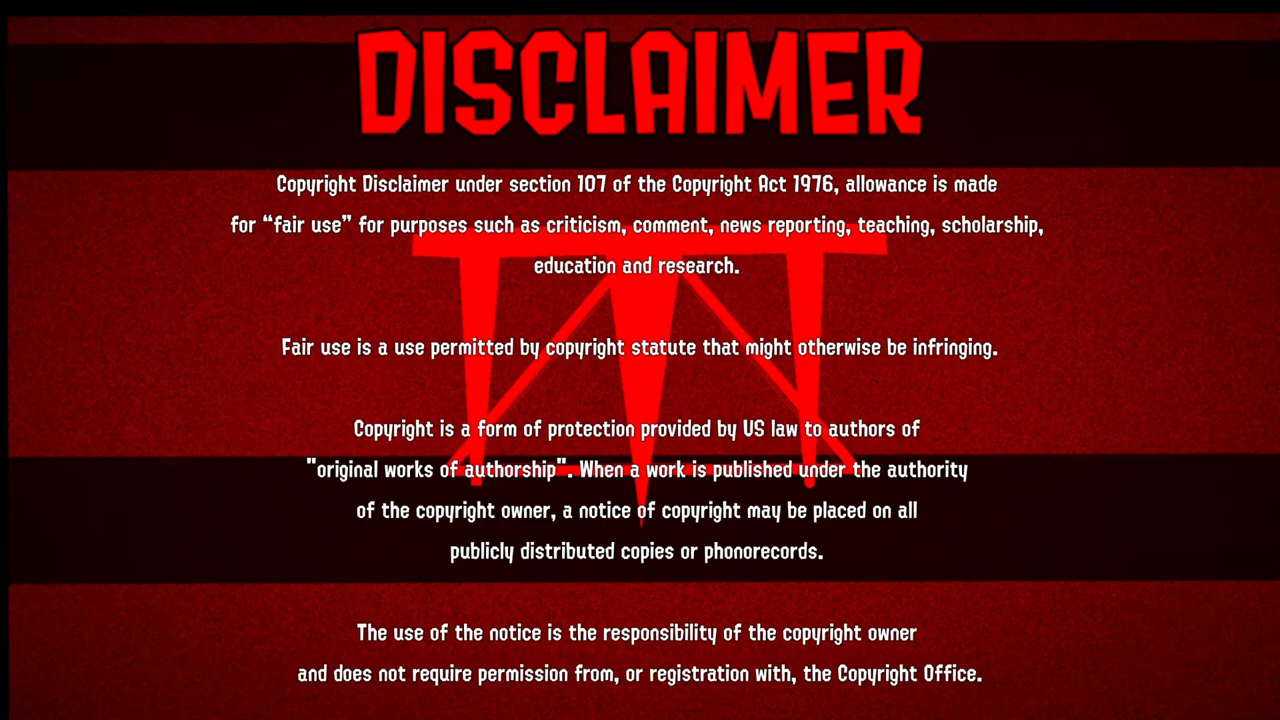 DISCLAIMER
Copyright Disclaimer under section 107 of the Copyright Act 1976, allowance is made
for “fair use” for purposes such as criticism, comment, news reporting, teaching, scholarship,
education and research.
Fair use is a use permitted by copyright statute that might otherwise be infringing.
Copyright is a form of protection provided by US law to authors of
"original works of authorship". When a work is published under the authority
of the copyright owner, a notice of copyright may be placed on all
publicly distributed copies or phonorecords.
The use of the notice is the responsibility of the copyright owner
and does not require permission from, or registration with, the Copyright Office.